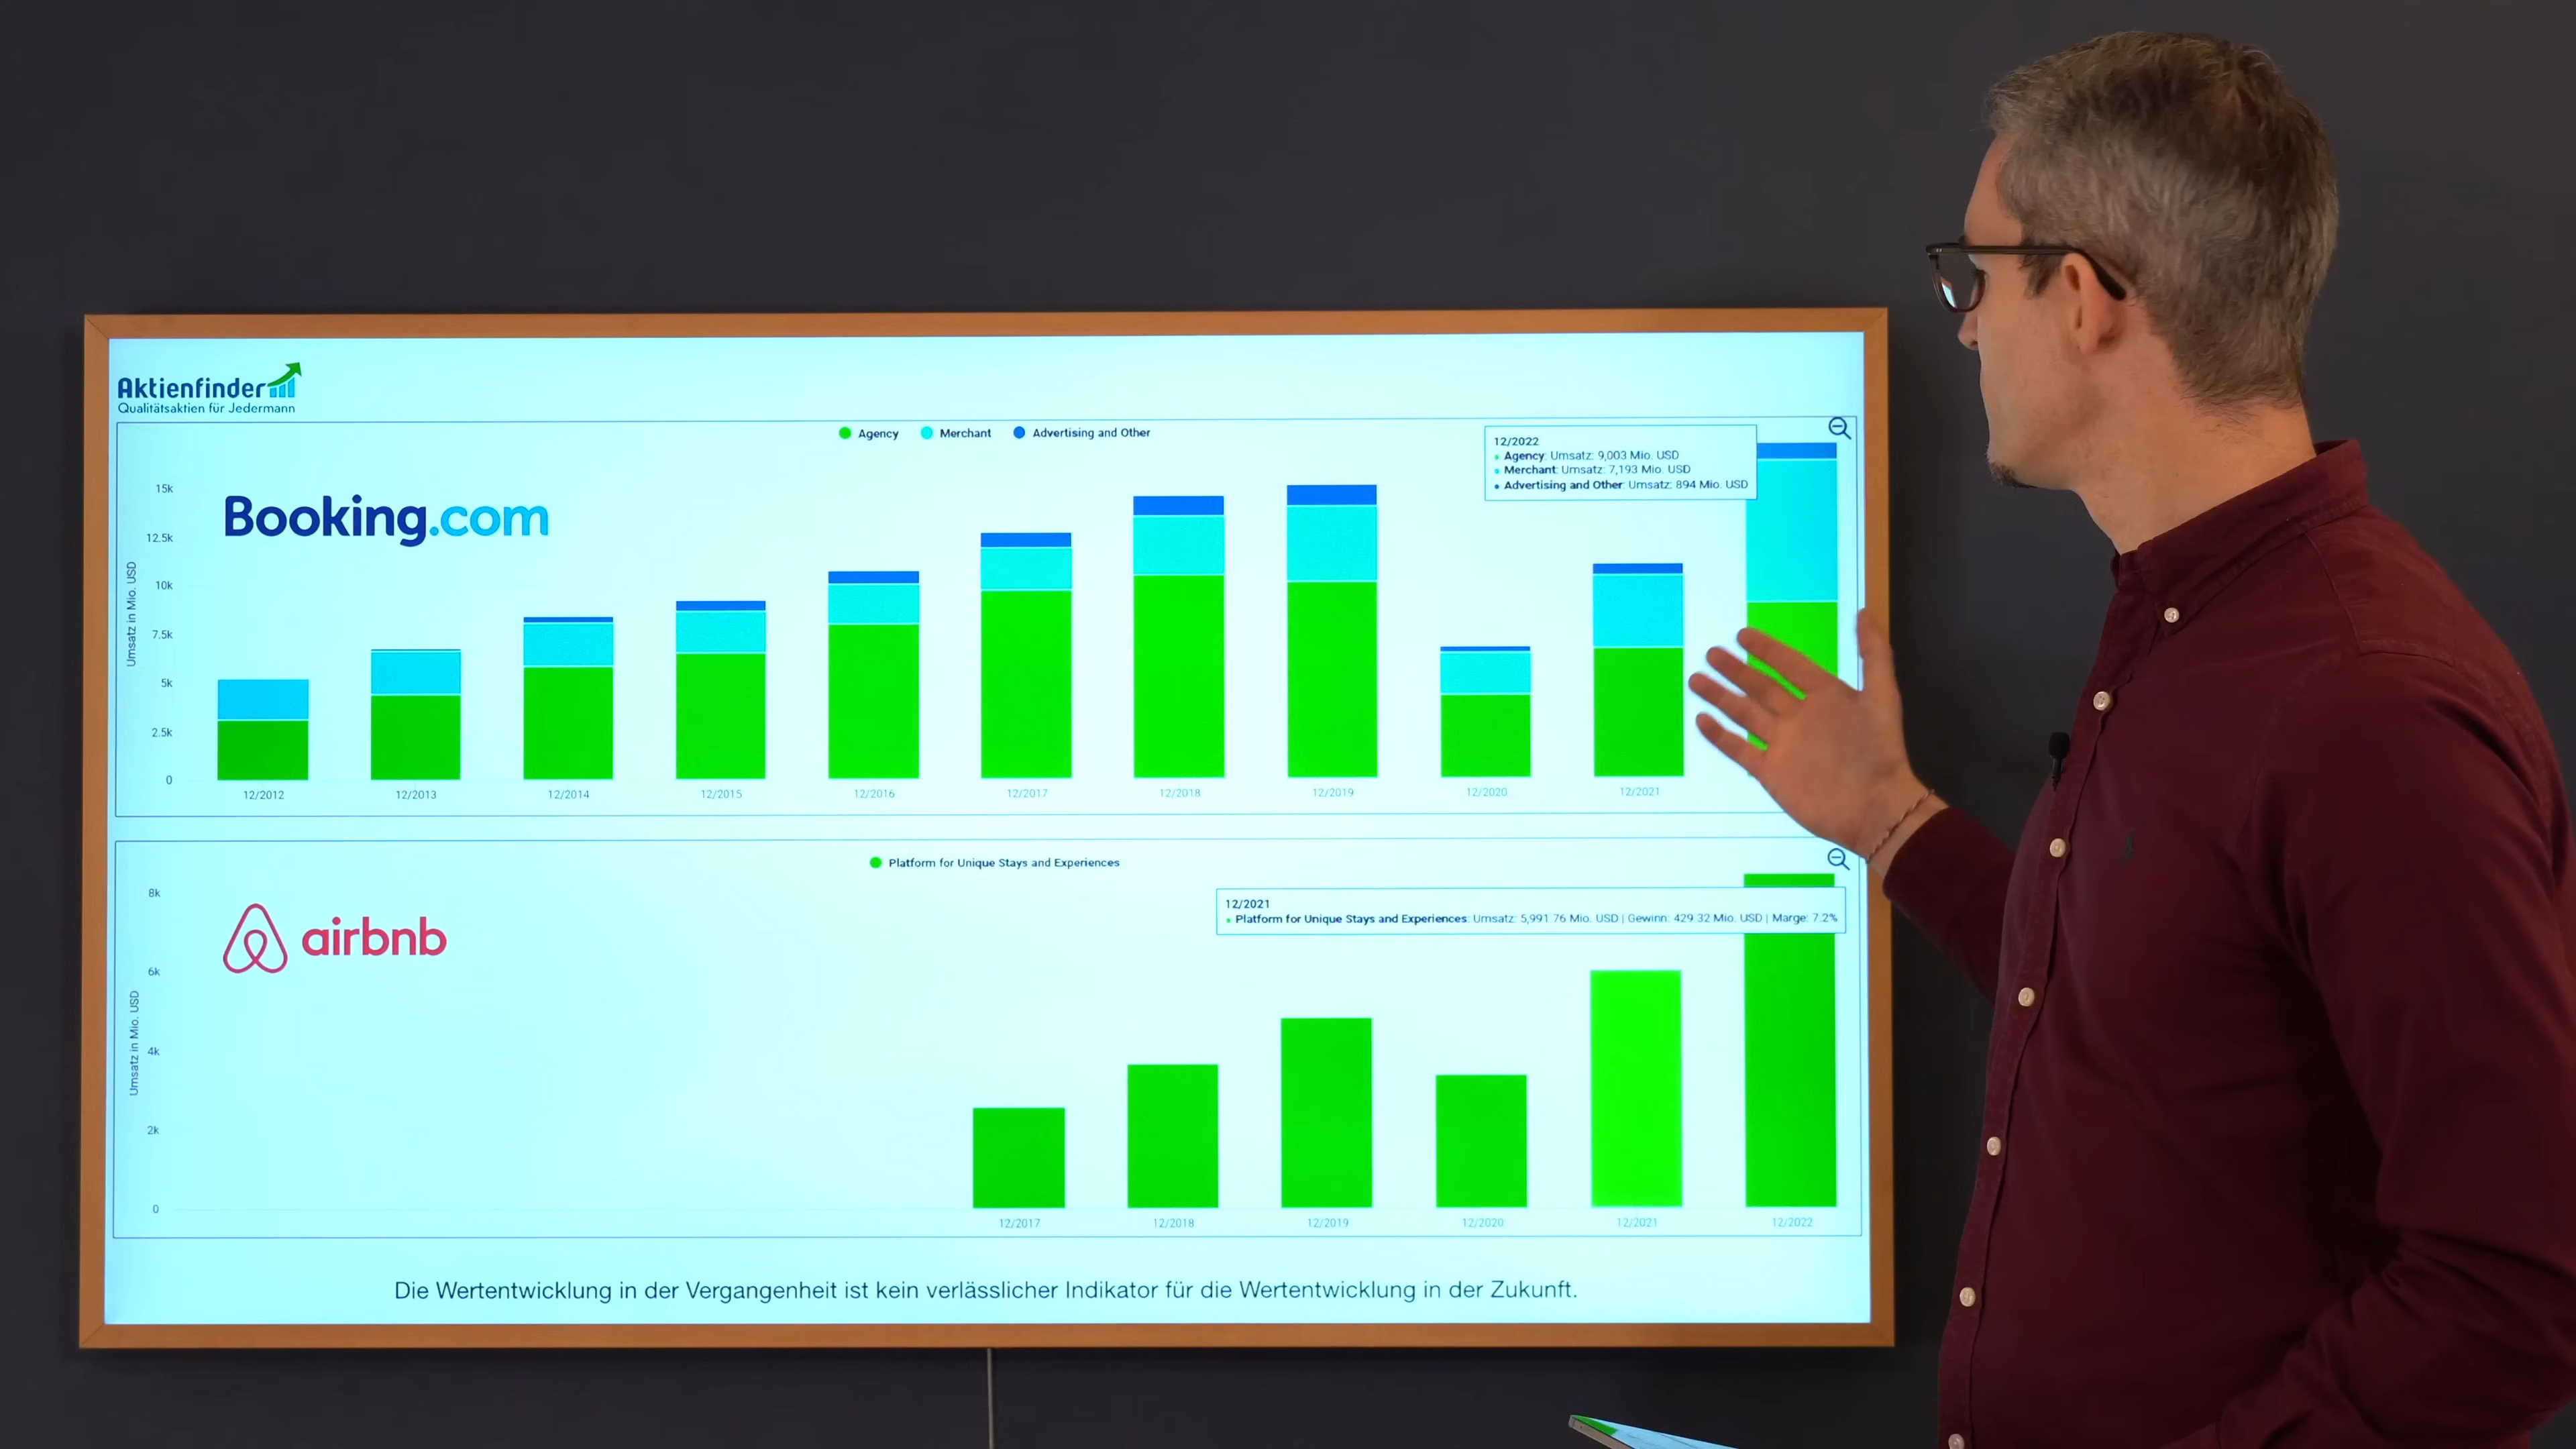 Aktienfinder
Qualitätsaktien für Jedermann
Agency Merchant Advertising and Other
12/2022
Agency: Umsatz: 9,003 Mio. USD
Merchant: Umsatz: 7,193 Mio. USD
Advertising and Other: Umsatz: 894 Mio. USD
Booking.com
Umsatz in Mio. USD
15k
12.5k
10k
7.5k
5k
2.5k
0
12/2012 12/2013 12/2014 12/2015 12/2016 12/2017 12/2018 12/2019 12/2020 12/2021
Platform for Unique Stays and Experiences
12/2021
Platform for Unique Stays and Experiences: Umsatz: 5,991.76 Mio. USD | Gewinn: 429.32 Mio. USD | Marge: 7.2%
airbnb
Umsatz in Mio. USD
8k
6k
4k
2k
0
12/2017 12/2018 12/2019 12/2020 12/2021 12/2022
Die Wertentwicklung in der Vergangenheit ist kein verlässlicher Indikator für die Wertentwicklung in der Zukunft.